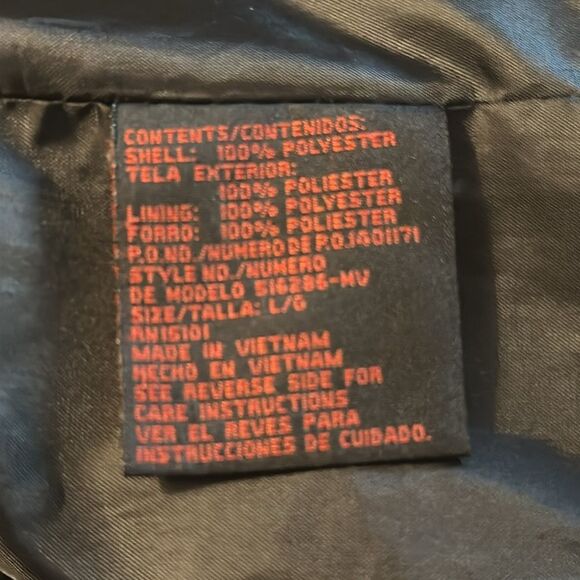 CONTENTS/CONTENIDOS:
SHELL: 100% POLYESTER
TELA EXTERIOR:
100% POLIESTER
LINING: 100% POLYESTER
FORRO: 100% POLIESTER
P.O.NO./NUMERO DE P.O.1401171
STYLE NO./NUMERO
DE MODELO 516286-MV
SIZE/TALLA: L/G
RN15101
MADE IN VIETNAM
HECHO EN VIETNAM
SEE REVERSE SIDE FOR
CARE INSTRUCTIONS
VER EL REVES PARA
INSTRUCCIONES DE CUIDADO.